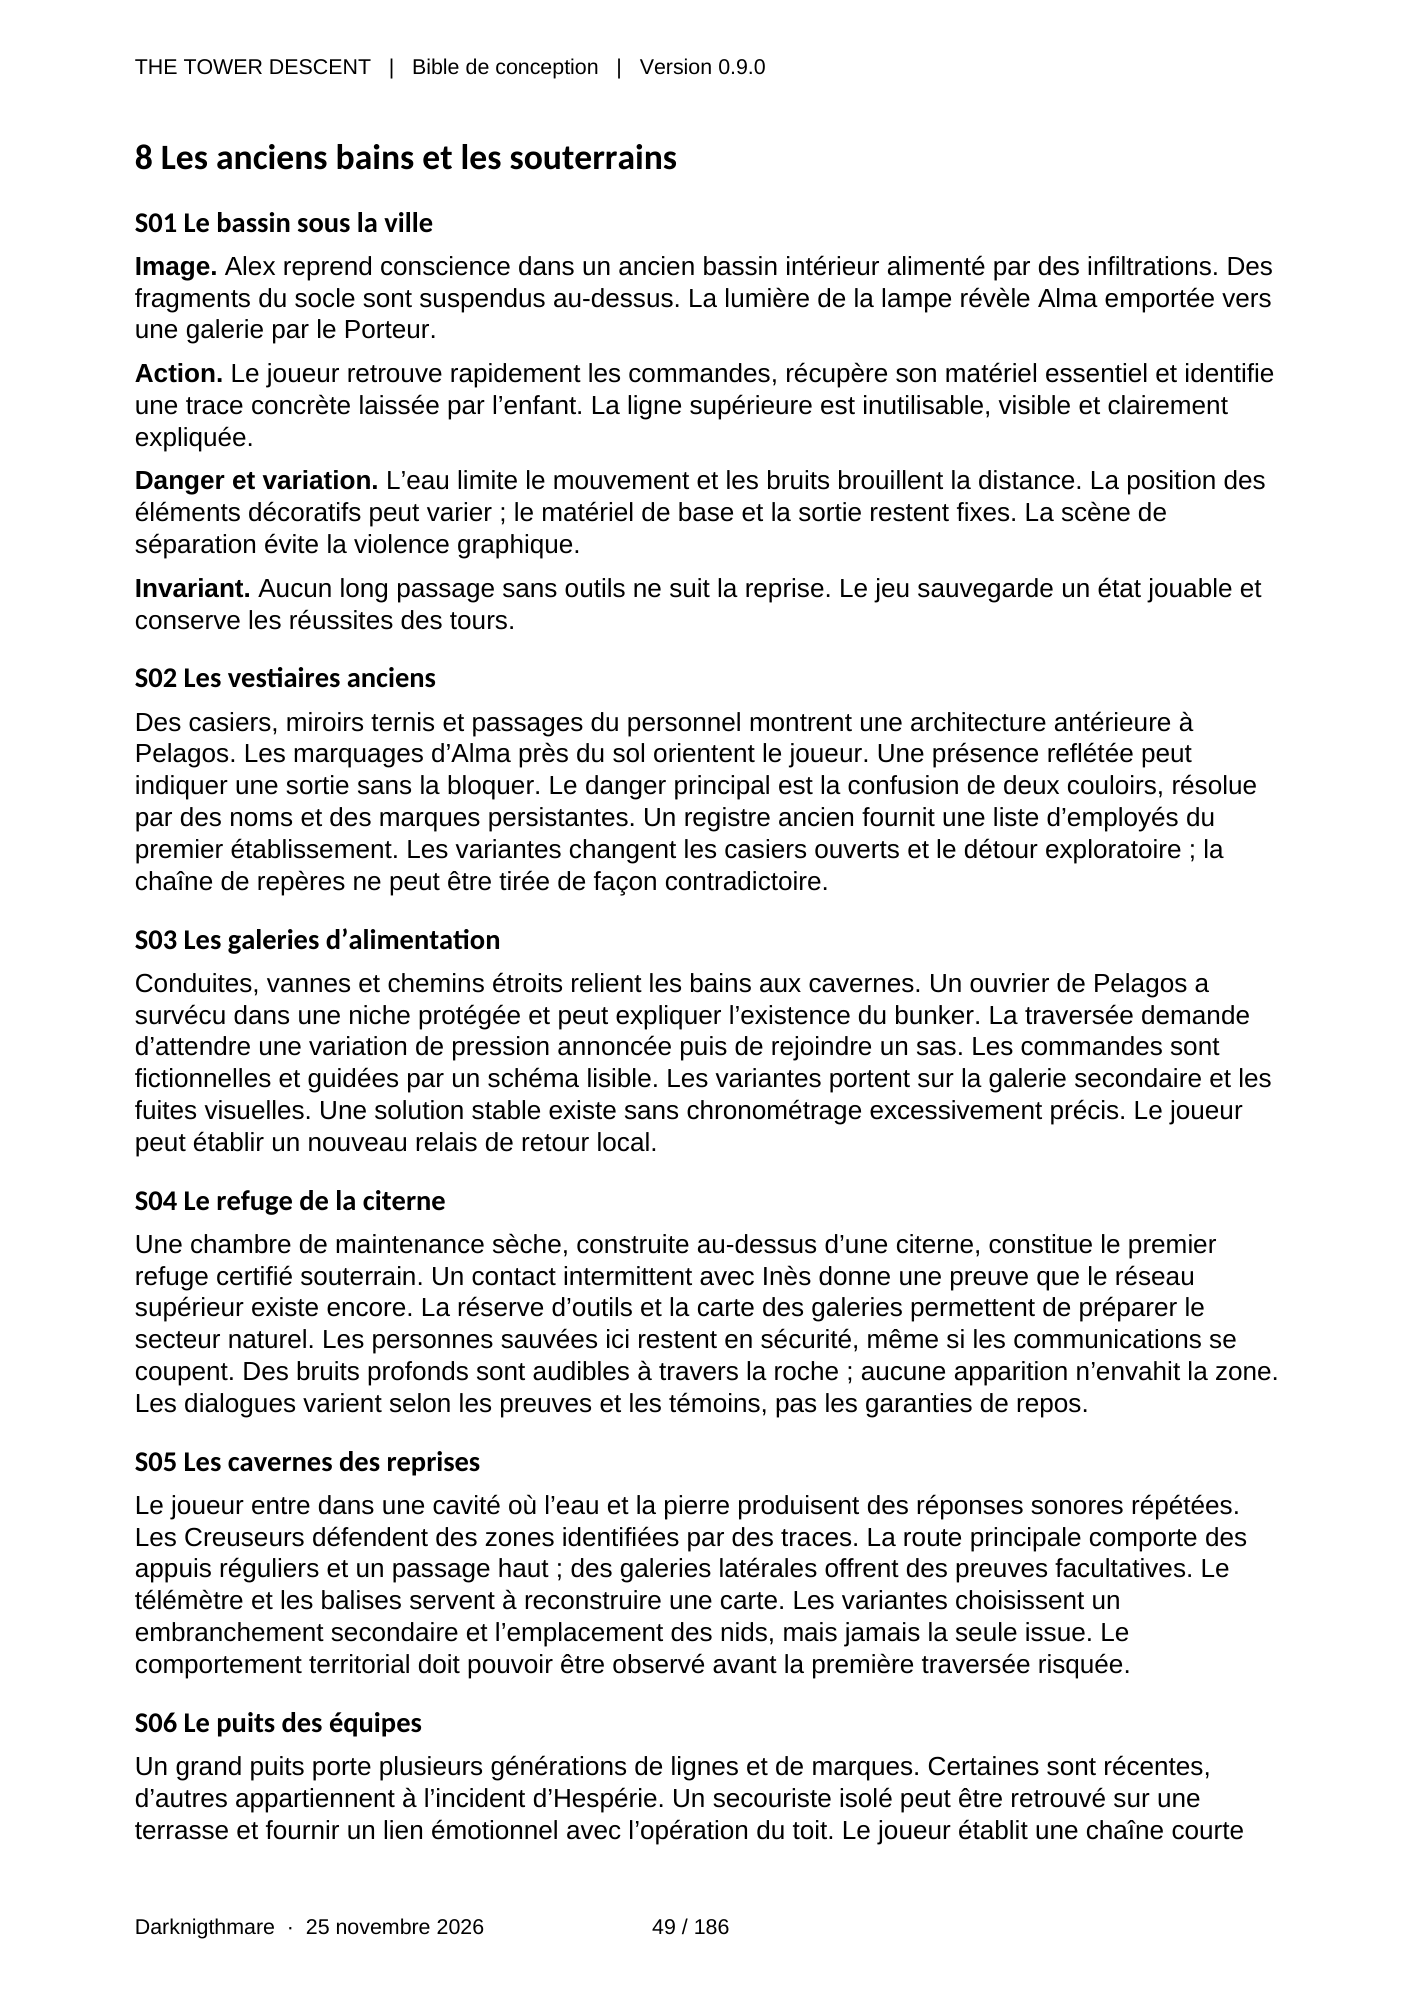 THE TOWER DESCENT | Bible de conception | Version 0.9.0
8 Les anciens bains et les souterrains
S01 Le bassin sous la ville
Image. Alex reprend conscience dans un ancien bassin intérieur alimenté par des infiltrations. Des
fragments du socle sont suspendus au-dessus. La lumière de la lampe révèle Alma emportée vers
une galerie par le Porteur.
Action. Le joueur retrouve rapidement les commandes, récupère son matériel essentiel et identifie
une trace concrète laissée par l’enfant. La ligne supérieure est inutilisable, visible et clairement
expliquée.
Danger et variation. L’eau limite le mouvement et les bruits brouillent la distance. La position des
éléments décoratifs peut varier ; le matériel de base et la sortie restent fixes. La scène de
séparation évite la violence graphique.
Invariant. Aucun long passage sans outils ne suit la reprise. Le jeu sauvegarde un état jouable et
conserve les réussites des tours.
S02 Les vestiaires anciens
Des casiers, miroirs ternis et passages du personnel montrent une architecture antérieure à
Pelagos. Les marquages d’Alma près du sol orientent le joueur. Une présence reflétée peut
indiquer une sortie sans la bloquer. Le danger principal est la confusion de deux couloirs, résolue
par des noms et des marques persistantes. Un registre ancien fournit une liste d’employés du
premier établissement. Les variantes changent les casiers ouverts et le détour exploratoire ; la
chaîne de repères ne peut être tirée de façon contradictoire.
S03 Les galeries d’alimentation
Conduites, vannes et chemins étroits relient les bains aux cavernes. Un ouvrier de Pelagos a
survécu dans une niche protégée et peut expliquer l’existence du bunker. La traversée demande
d’attendre une variation de pression annoncée puis de rejoindre un sas. Les commandes sont
fictionnelles et guidées par un schéma lisible. Les variantes portent sur la galerie secondaire et les
fuites visuelles. Une solution stable existe sans chronométrage excessivement précis. Le joueur
peut établir un nouveau relais de retour local.
S04 Le refuge de la citerne
Une chambre de maintenance sèche, construite au-dessus d’une citerne, constitue le premier
refuge certifié souterrain. Un contact intermittent avec Inès donne une preuve que le réseau
supérieur existe encore. La réserve d’outils et la carte des galeries permettent de préparer le
secteur naturel. Les personnes sauvées ici restent en sécurité, même si les communications se
coupent. Des bruits profonds sont audibles à travers la roche ; aucune apparition n’envahit la zone.
Les dialogues varient selon les preuves et les témoins, pas les garanties de repos.
S05 Les cavernes des reprises
Le joueur entre dans une cavité où l’eau et la pierre produisent des réponses sonores répétées.
Les Creuseurs défendent des zones identifiées par des traces. La route principale comporte des
appuis réguliers et un passage haut ; des galeries latérales offrent des preuves facultatives. Le
télémètre et les balises servent à reconstruire une carte. Les variantes choisissent un
embranchement secondaire et l’emplacement des nids, mais jamais la seule issue. Le
comportement territorial doit pouvoir être observé avant la première traversée risquée.
S06 Le puits des équipes
Un grand puits porte plusieurs générations de lignes et de marques. Certaines sont récentes,
d’autres appartiennent à l’incident d’Hespérie. Un secouriste isolé peut être retrouvé sur une
terrasse et fournir un lien émotionnel avec l’opération du toit. Le joueur établit une chaîne courte
Darknigthmare · 25 novembre 2026 49 / 186